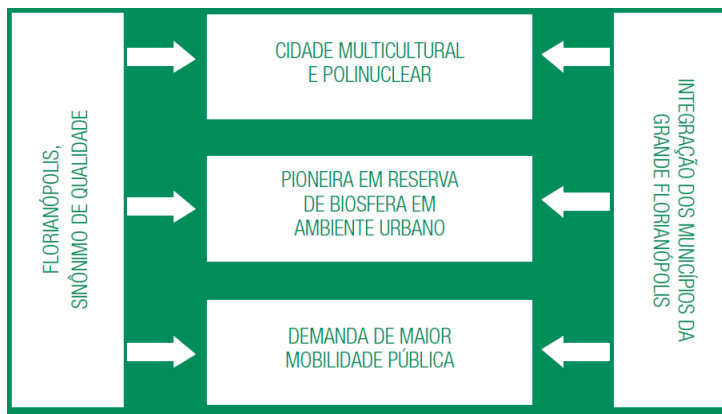 FLORIANÓPOLIS,
SINÔNIMO DE QUALIDADE
CIDADE MULTICULTURAL
E POLINUCLEAR
PIONEIRA EM RESERVA
DE BIOSFERA EM
AMBIENTE URBANO
DEMANDA DE MAIOR
MOBILIDADE PÚBLICA
INTEGRAÇÃO DOS MUNICÍPIOS DA
GRANDE FLORIANÓPOLIS